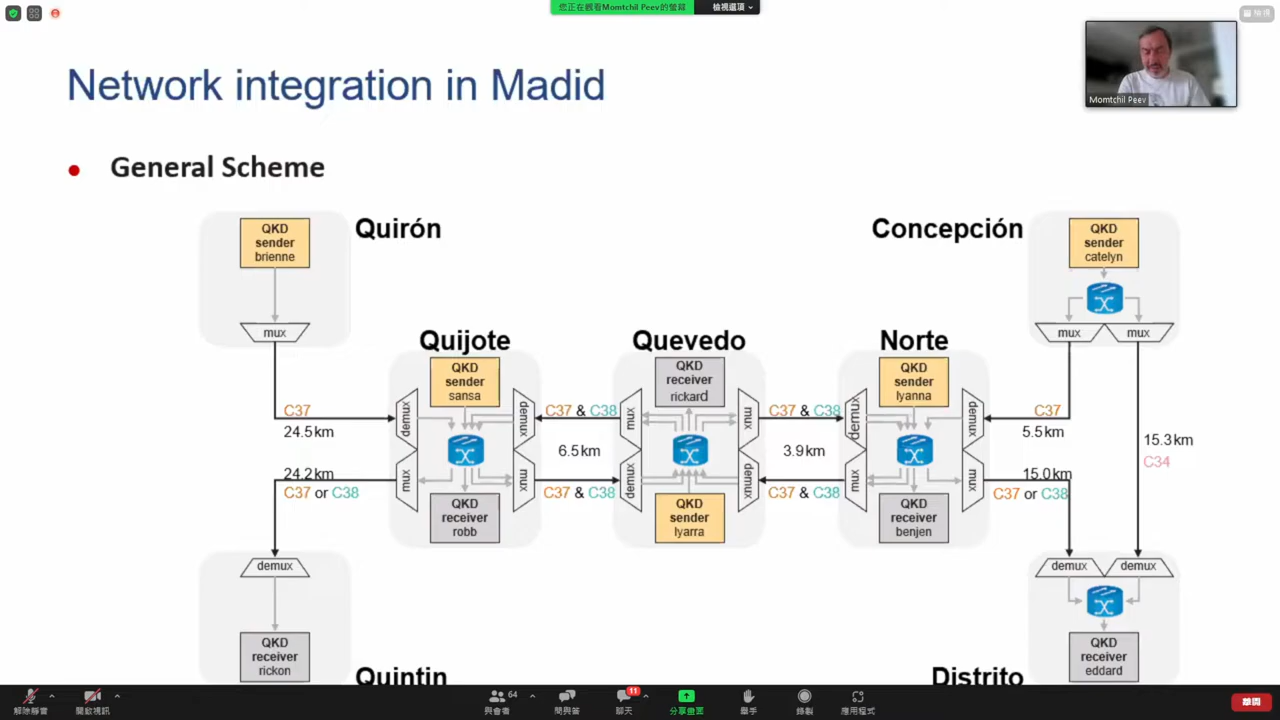 您正在觀看Momtchil Peev的螢幕
檢視選項
檢視
Network integration in Madid
Momtchil Peev
General Scheme
QKD sender brienne
Quirón
mux
Concepción
QKD sender catelyn
mux
mux
Quijote
QKD sender sansa
Quevedo
QKD receiver rickard
Norte
QKD sender lyanna
C37
24.5km
demux
demux
C37 & C38
mux
mux
C37 & C38
demux
demux
C37
5.5km
6.5km
3.9km
15.3km
C34
24.2km
C37 or C38
mux
mux
C37 & C38
demux
demux
C37 & C38
mux
mux
15.0km
C37 or C38
QKD receiver robb
QKD sender lyarra
QKD receiver benjen
demux
demux
demux
QKD receiver rickon
Quintin
Distrito
QKD receiver eddard
解除靜音
開啟視訊
64
與會者
問與答
11
聊天
分享螢幕
舉手
錄製
應用程式
離開